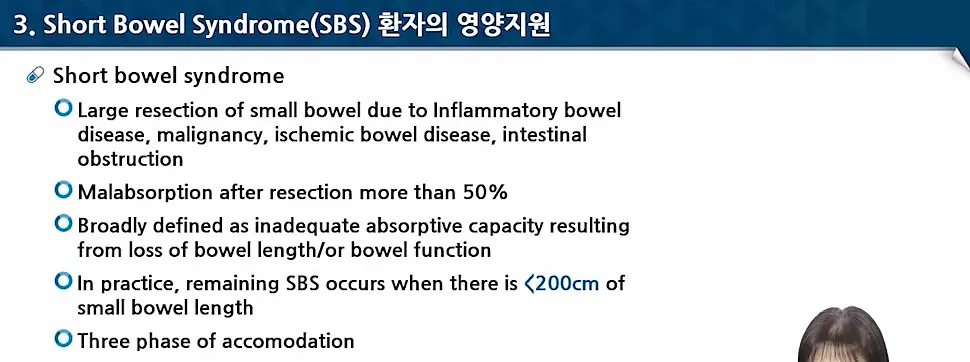 3. Short Bowel Syndrome(SBS) 환자의 영양지원
Short bowel syndrome
Large resection of small bowel due to Inflammatory bowel
disease, malignancy, ischemic bowel disease, intestinal
obstruction
Malabsorption after resection more than 50%
Broadly defined as inadequate absorptive capacity resulting
from loss of bowel length/or bowel function
In practice, remaining SBS occurs when there is <200cm of
small bowel length
Three phase of accomodation